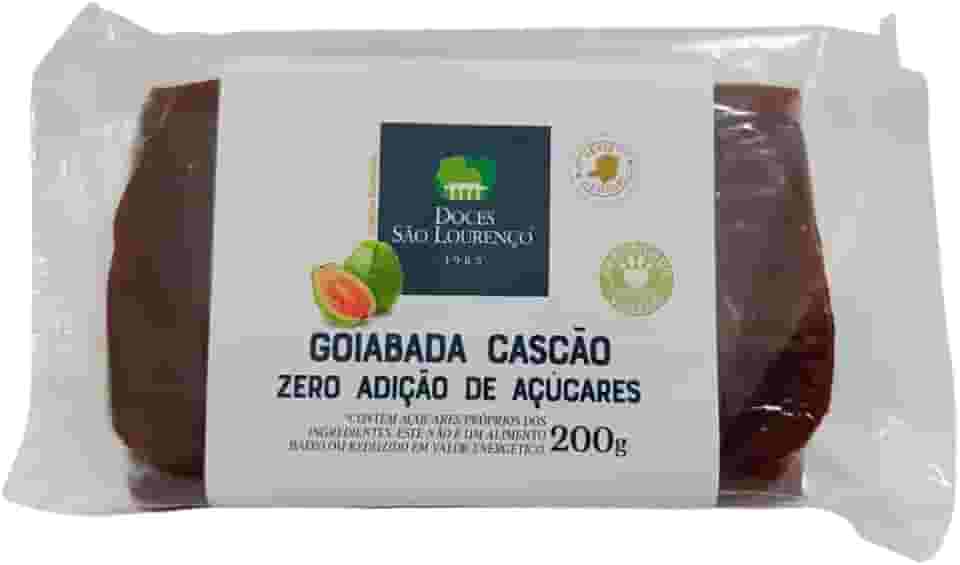 DOCES
SÃO LOURENÇO
1985
GOIABADA CASCÃO
ZERO ADIÇÃO DE AÇÚCARES
*CONTÉM AÇÚCARES PRÓPRIOS DOS
INGREDIENTES. ESTE NÃO É UM ALIMENTO
BAIXO OU REDUZIDO EM VALOR ENERGÉTICO.
200g